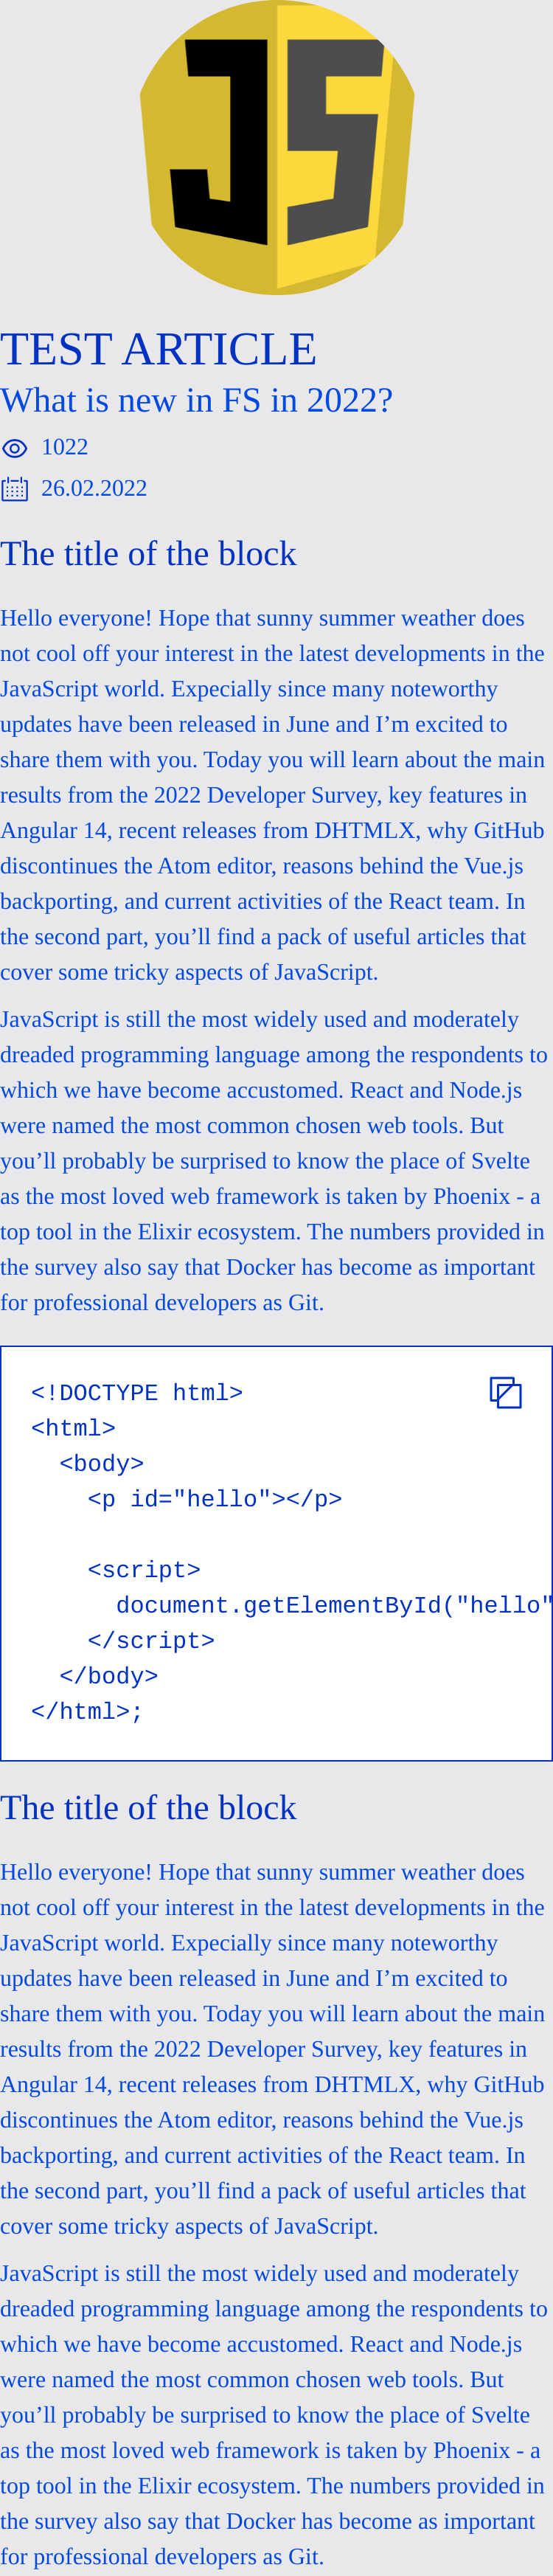 JS
TEST ARTICLE
What is new in FS in 2022?
1022
26.02.2022
The title of the block
Hello everyone! Hope that sunny summer weather does
not cool off your interest in the latest developments in the
JavaScript world. Expecially since many noteworthy
updates have been released in June and I’m excited to
share them with you. Today you will learn about the main
results from the 2022 Developer Survey, key features in
Angular 14, recent releases from DHTMLX, why GitHub
discontinues the Atom editor, reasons behind the Vue.js
backporting, and current activities of the React team. In
the second part, you’ll find a pack of useful articles that
cover some tricky aspects of JavaScript.
JavaScript is still the most widely used and moderately
dreaded programming language among the respondents to
which we have become accustomed. React and Node.js
were named the most common chosen web tools. But
you’ll probably be surprised to know the place of Svelte
as the most loved web framework is taken by Phoenix - a
top tool in the Elixir ecosystem. The numbers provided in
the survey also say that Docker has become as important
for professional developers as Git.
<!DOCTYPE html>
<html>
  <body>
    <p id="hello"></p>

    <script>
      document.getElementById("hello"
    </script>
  </body>
</html>;
The title of the block
Hello everyone! Hope that sunny summer weather does
not cool off your interest in the latest developments in the
JavaScript world. Expecially since many noteworthy
updates have been released in June and I’m excited to
share them with you. Today you will learn about the main
results from the 2022 Developer Survey, key features in
Angular 14, recent releases from DHTMLX, why GitHub
discontinues the Atom editor, reasons behind the Vue.js
backporting, and current activities of the React team. In
the second part, you’ll find a pack of useful articles that
cover some tricky aspects of JavaScript.
JavaScript is still the most widely used and moderately
dreaded programming language among the respondents to
which we have become accustomed. React and Node.js
were named the most common chosen web tools. But
you’ll probably be surprised to know the place of Svelte
as the most loved web framework is taken by Phoenix - a
top tool in the Elixir ecosystem. The numbers provided in
the survey also say that Docker has become as important
for professional developers as Git.